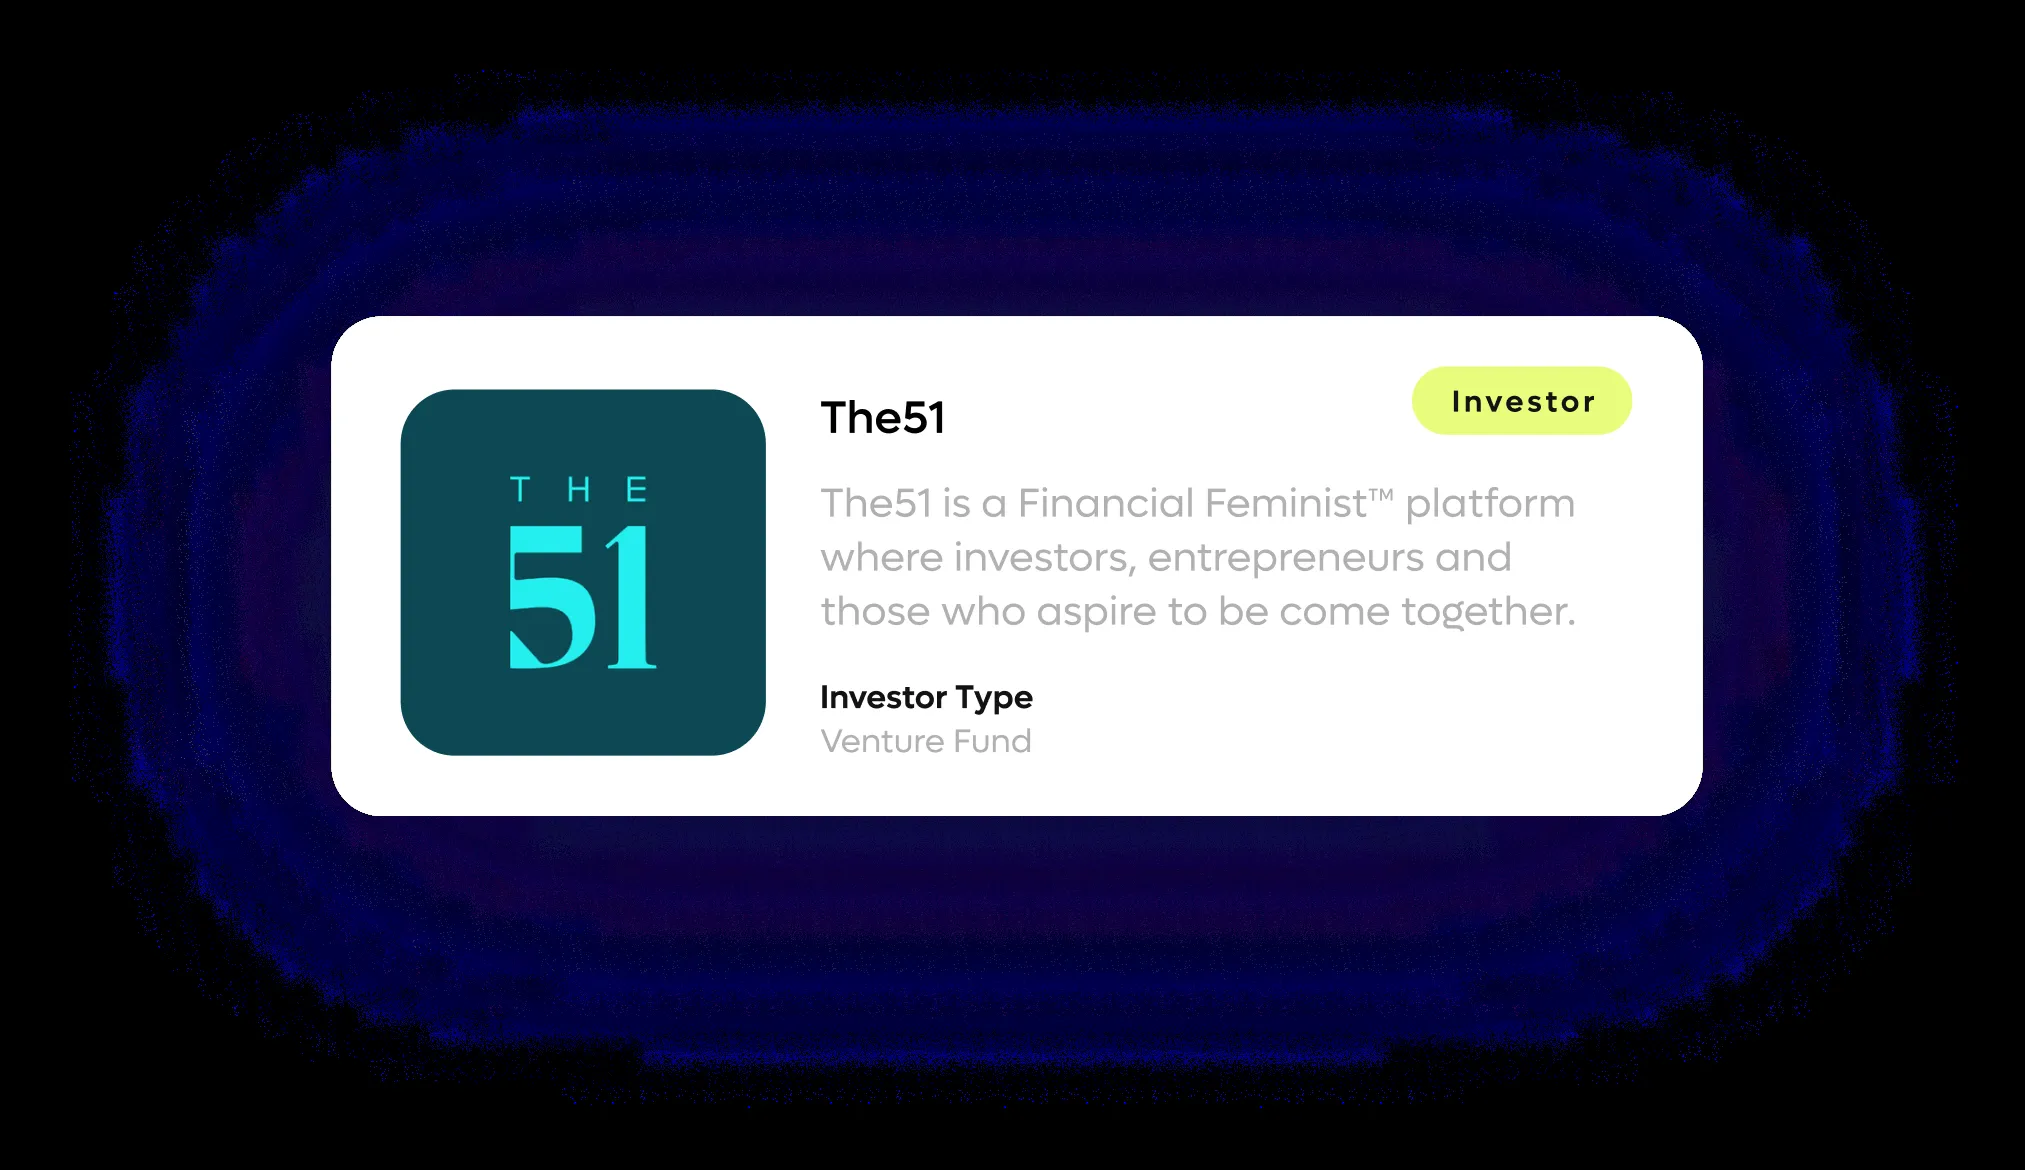 THE
51
The51
Investor
The51 is a Financial Feminist™ platform
where investors, entrepreneurs and
those who aspire to be come together.
Investor Type
Venture Fund